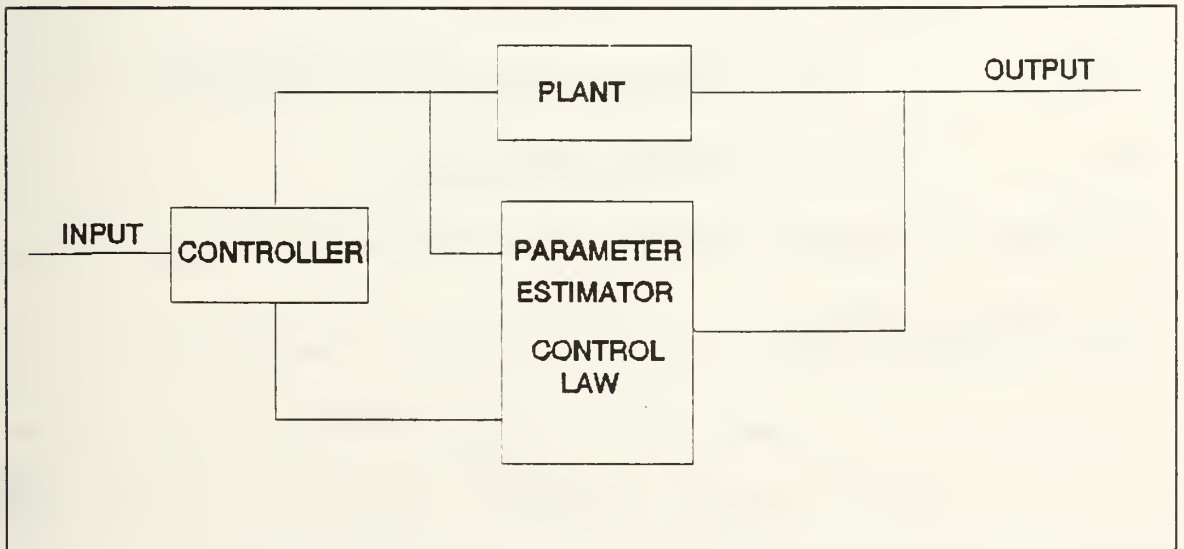 PLANT
OUTPUT
INPUT
CONTROLLER
PARAMETER
ESTIMATOR
CONTROL
LAW